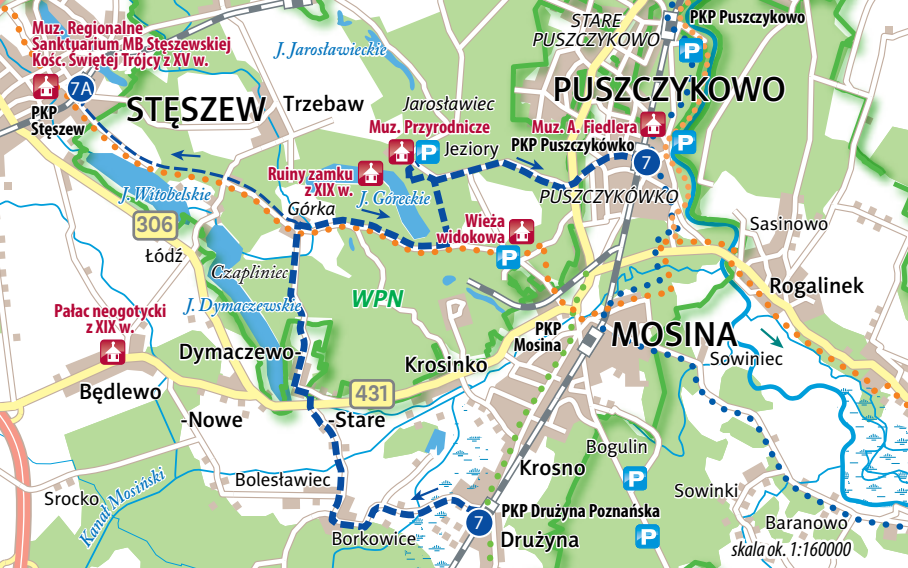 STARE
PUSZCZYKOWO
PKP Puszczykowo
P
Muz. Regionalne
Sanktuarium MB Stęszewskiej
Kośc. Świętej Trójcy z XV w.
7A
PKP
Stęszew
STĘSZEW
J. Jarosławieckie
Trzebaw
Jarosławiec
PUSZCZYKOWO
Muz. Przyrodnicze
P
Jeziory
Muz. A. Fiedlera
PKP Puszczykówko
P
7
Ruiny zamku
z XIX w.
J. Góreckie
PUSZCZYKÓWKO
J. Witobelskie
Górka
306
Łódź
Wieża
widokowa
P
Sasinowo
Czapliniec
J. Dymaczewskie
WPN
Rogalinek
Pałac neogotycki
z XIX w.
PKP
Mosina
MOSINA
Sowiniec
Dymaczewo-
Krosinko
Będlewo
431
-Nowe
-Stare
Bogulin
Krosno
P
Bolesławiec
Sowinki
Srocko
Kanał Mosiński
7
PKP Drużyna Poznańska
Drużyna
P
Borkowice
Baranowo
skala ok. 1:160000